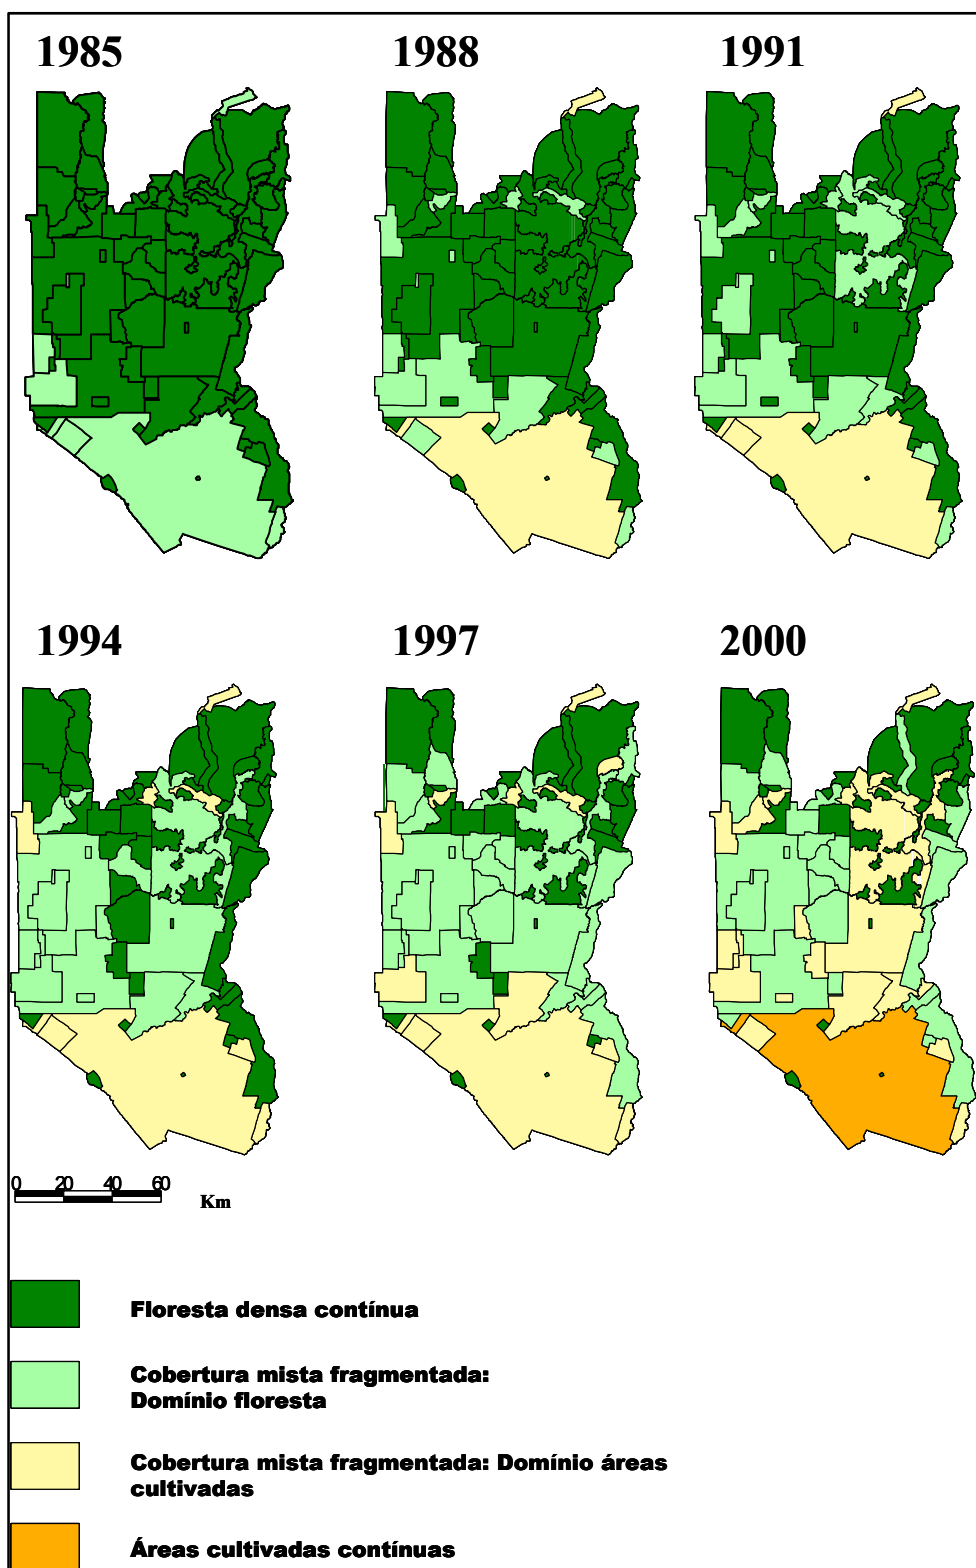 1985
1988
1991
1994
1997
2000
0 20 40 60
Km
Floresta densa contínua
Cobertura mista fragmentada:
Domínio floresta
Cobertura mista fragmentada: Domínio áreas
cultivadas
Áreas cultivadas contínuas